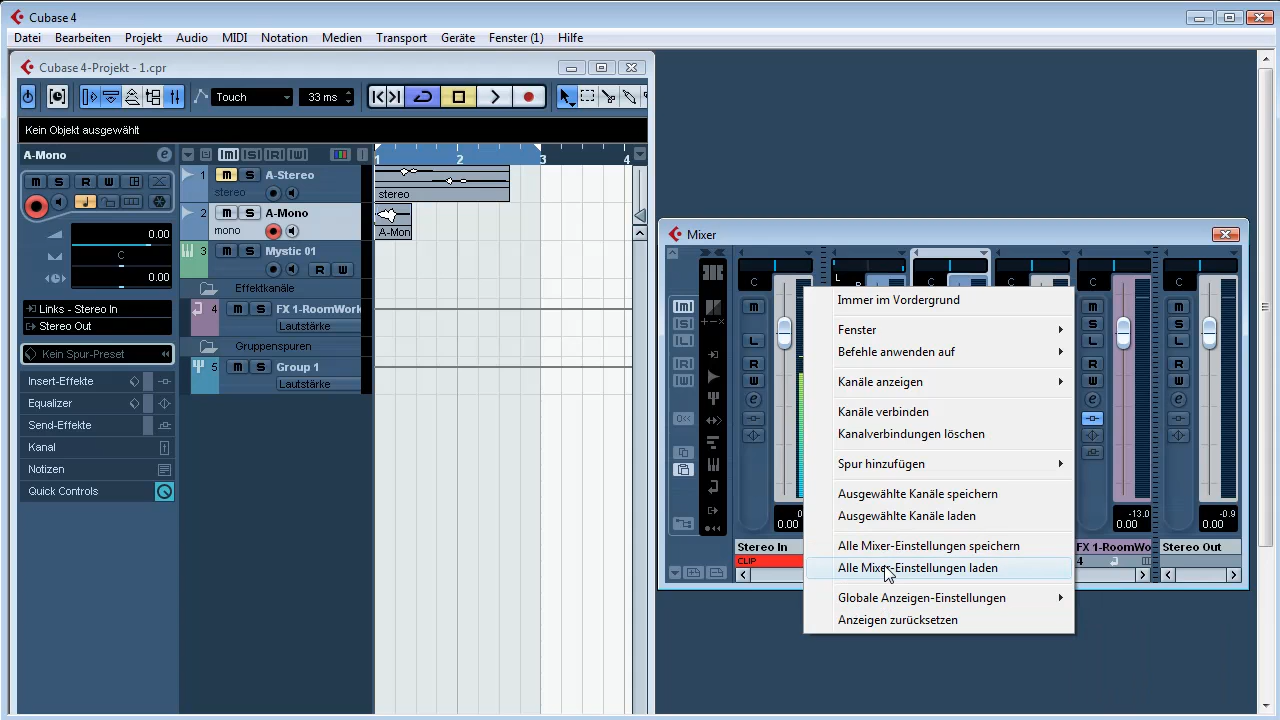 Cubase 4
Datei Bearbeiten Projekt Audio MIDI Notation Medien Transport Geräte Fenster (1) Hilfe
Cubase 4-Projekt - 1.cpr
Touch 33 ms
Kein Objekt ausgewählt
A-Mono
M S R W
0.00
C
0.00
Links - Stereo In
Stereo Out
Kein Spur-Preset
Insert-Effekte
Equalizer
Send-Effekte
Kanal
Notizen
Quick Controls
M S R W
1 2 3 4
1 M S A-Stereo
stereo
stereo
2 M S A-Mono
mono
A-Mon
3 M S Mystic 01
R W
Effektkanäle
4 M S FX 1-RoomWork
Lautstärke
Gruppenspuren
5 M S Group 1
Lautstärke
Mixer
C L R C
M S L R W
M L R W
M S L R W
M S L R W
Immer im Vordergrund
Fenster
Befehle anwenden auf
Kanäle anzeigen
Kanäle verbinden
Kanalverbindungen löschen
Spur hinzufügen
Ausgewählte Kanäle speichern
Ausgewählte Kanäle laden
Alle Mixer-Einstellungen speichern
Alle Mixer-Einstellungen laden
Globale Anzeigen-Einstellungen
Anzeigen zurücksetzen
0.00
-13.0
0.00
-0.9
0.00
Stereo In
CLIP
FX 1-RoomWo
4
Stereo Out